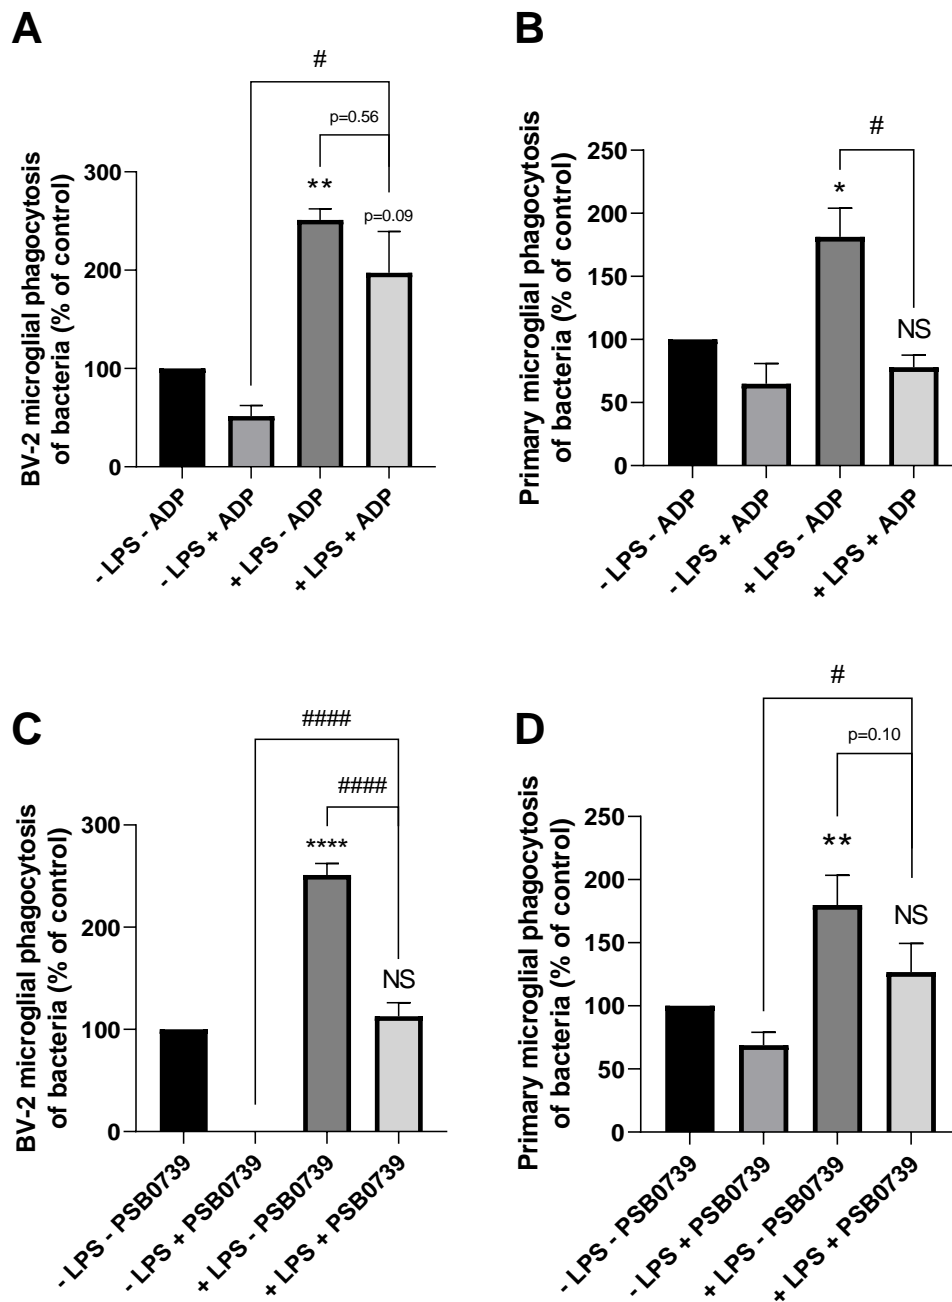 A
#
p=0.56
**
p=0.09
BV-2 microglial phagocytosis
of bacteria (% of control)
300
200
100
0
- LPS - ADP
- LPS + ADP
+ LPS - ADP
+ LPS + ADP
B
#
*
NS
Primary microglial phagocytosis
of bacteria (% of control)
250
200
150
100
50
0
- LPS - ADP
- LPS + ADP
+ LPS - ADP
+ LPS + ADP
C
####
####
****
NS
BV-2 microglial phagocytosis
of bacteria (% of control)
300
200
100
0
- LPS - PSB0739
- LPS + PSB0739
+ LPS - PSB0739
+ LPS + PSB0739
D
#
p=0.10
**
NS
Primary microglial phagocytosis
of bacteria (% of control)
250
200
150
100
50
0
- LPS - PSB0739
- LPS + PSB0739
+ LPS - PSB0739
+ LPS + PSB0739